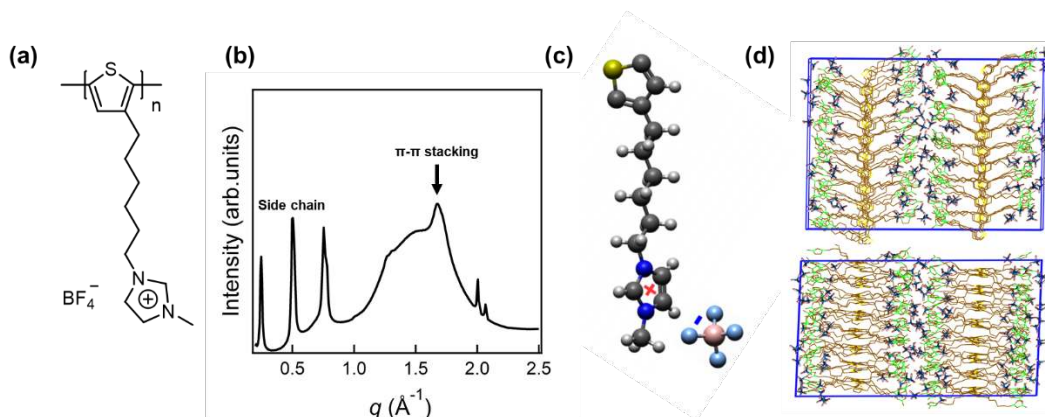 (a)
S
n
BF4−
N
+
N
(b)
Intensity (arb.units)
Side chain
π-π stacking
0.5 1.0 1.5 2.0 2.5
q (Å-1)
(c)
+
-
(d)